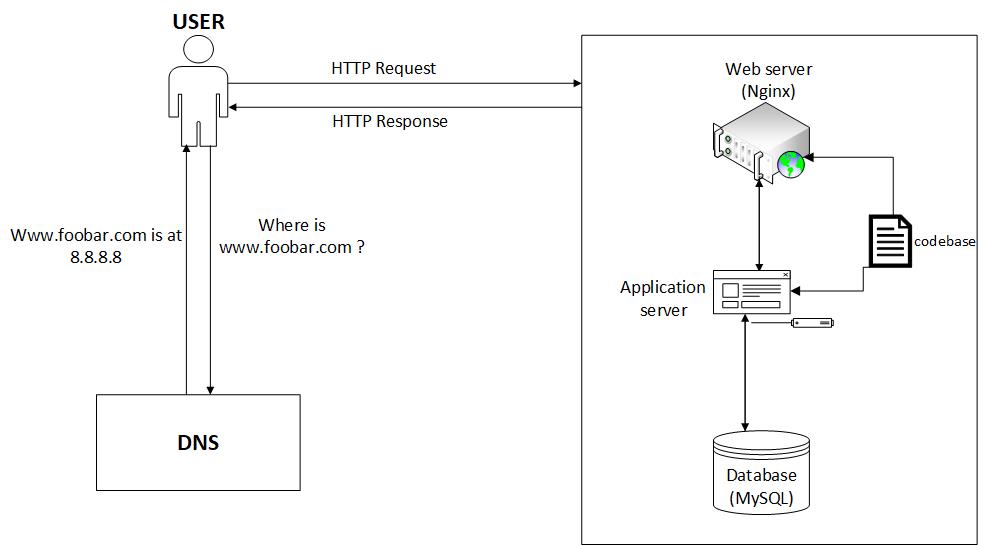 USER
HTTP Request
HTTP Response
Www.foobar.com is at
8.8.8.8
Where is
www.foobar.com ?
DNS
Web server
(Nginx)
codebase
Application
server
Database
(MySQL)